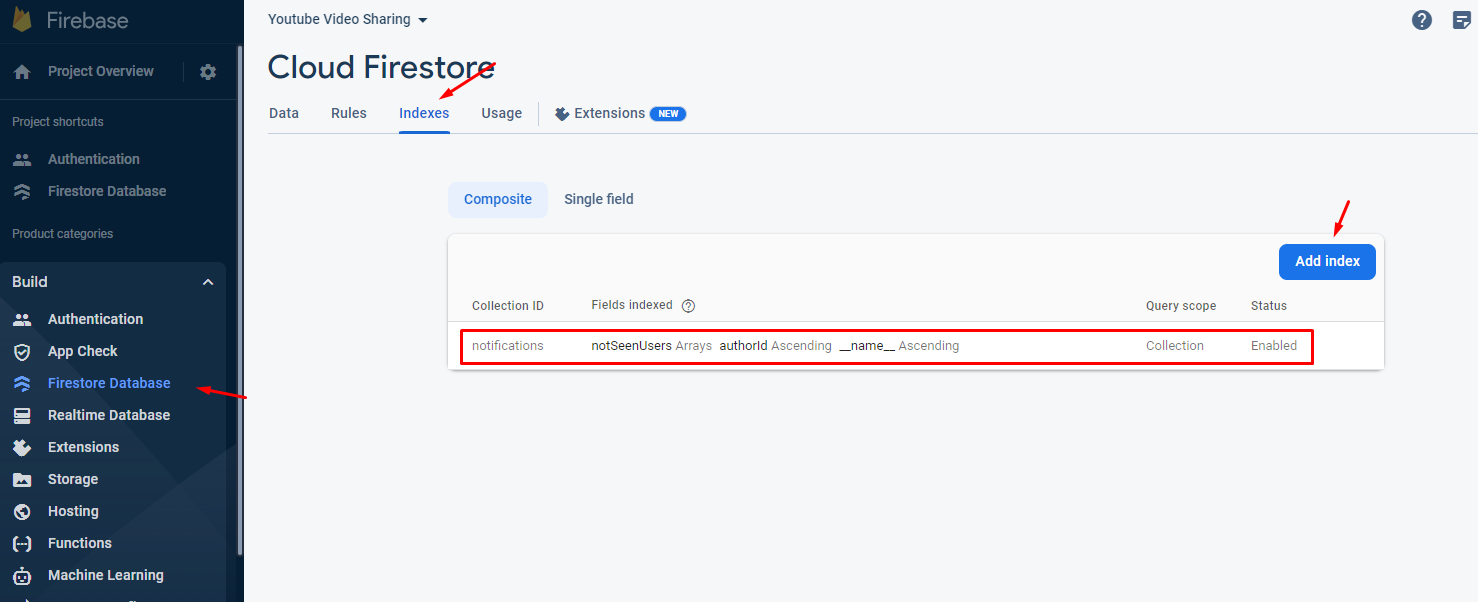 Firebase
Project Overview
Project shortcuts
Authentication
Firestore Database
Product categories
Build
Authentication
App Check
Firestore Database
Realtime Database
Extensions
Storage
Hosting
Functions
Machine Learning
Youtube Video Sharing
Cloud Firestore
Data Rules Indexes Usage Extensions NEW
Composite Single field
Add index
Collection ID Fields indexed Query scope Status
notifications notSeenUsers Arrays authorId Ascending __name__ Ascending Collection Enabled